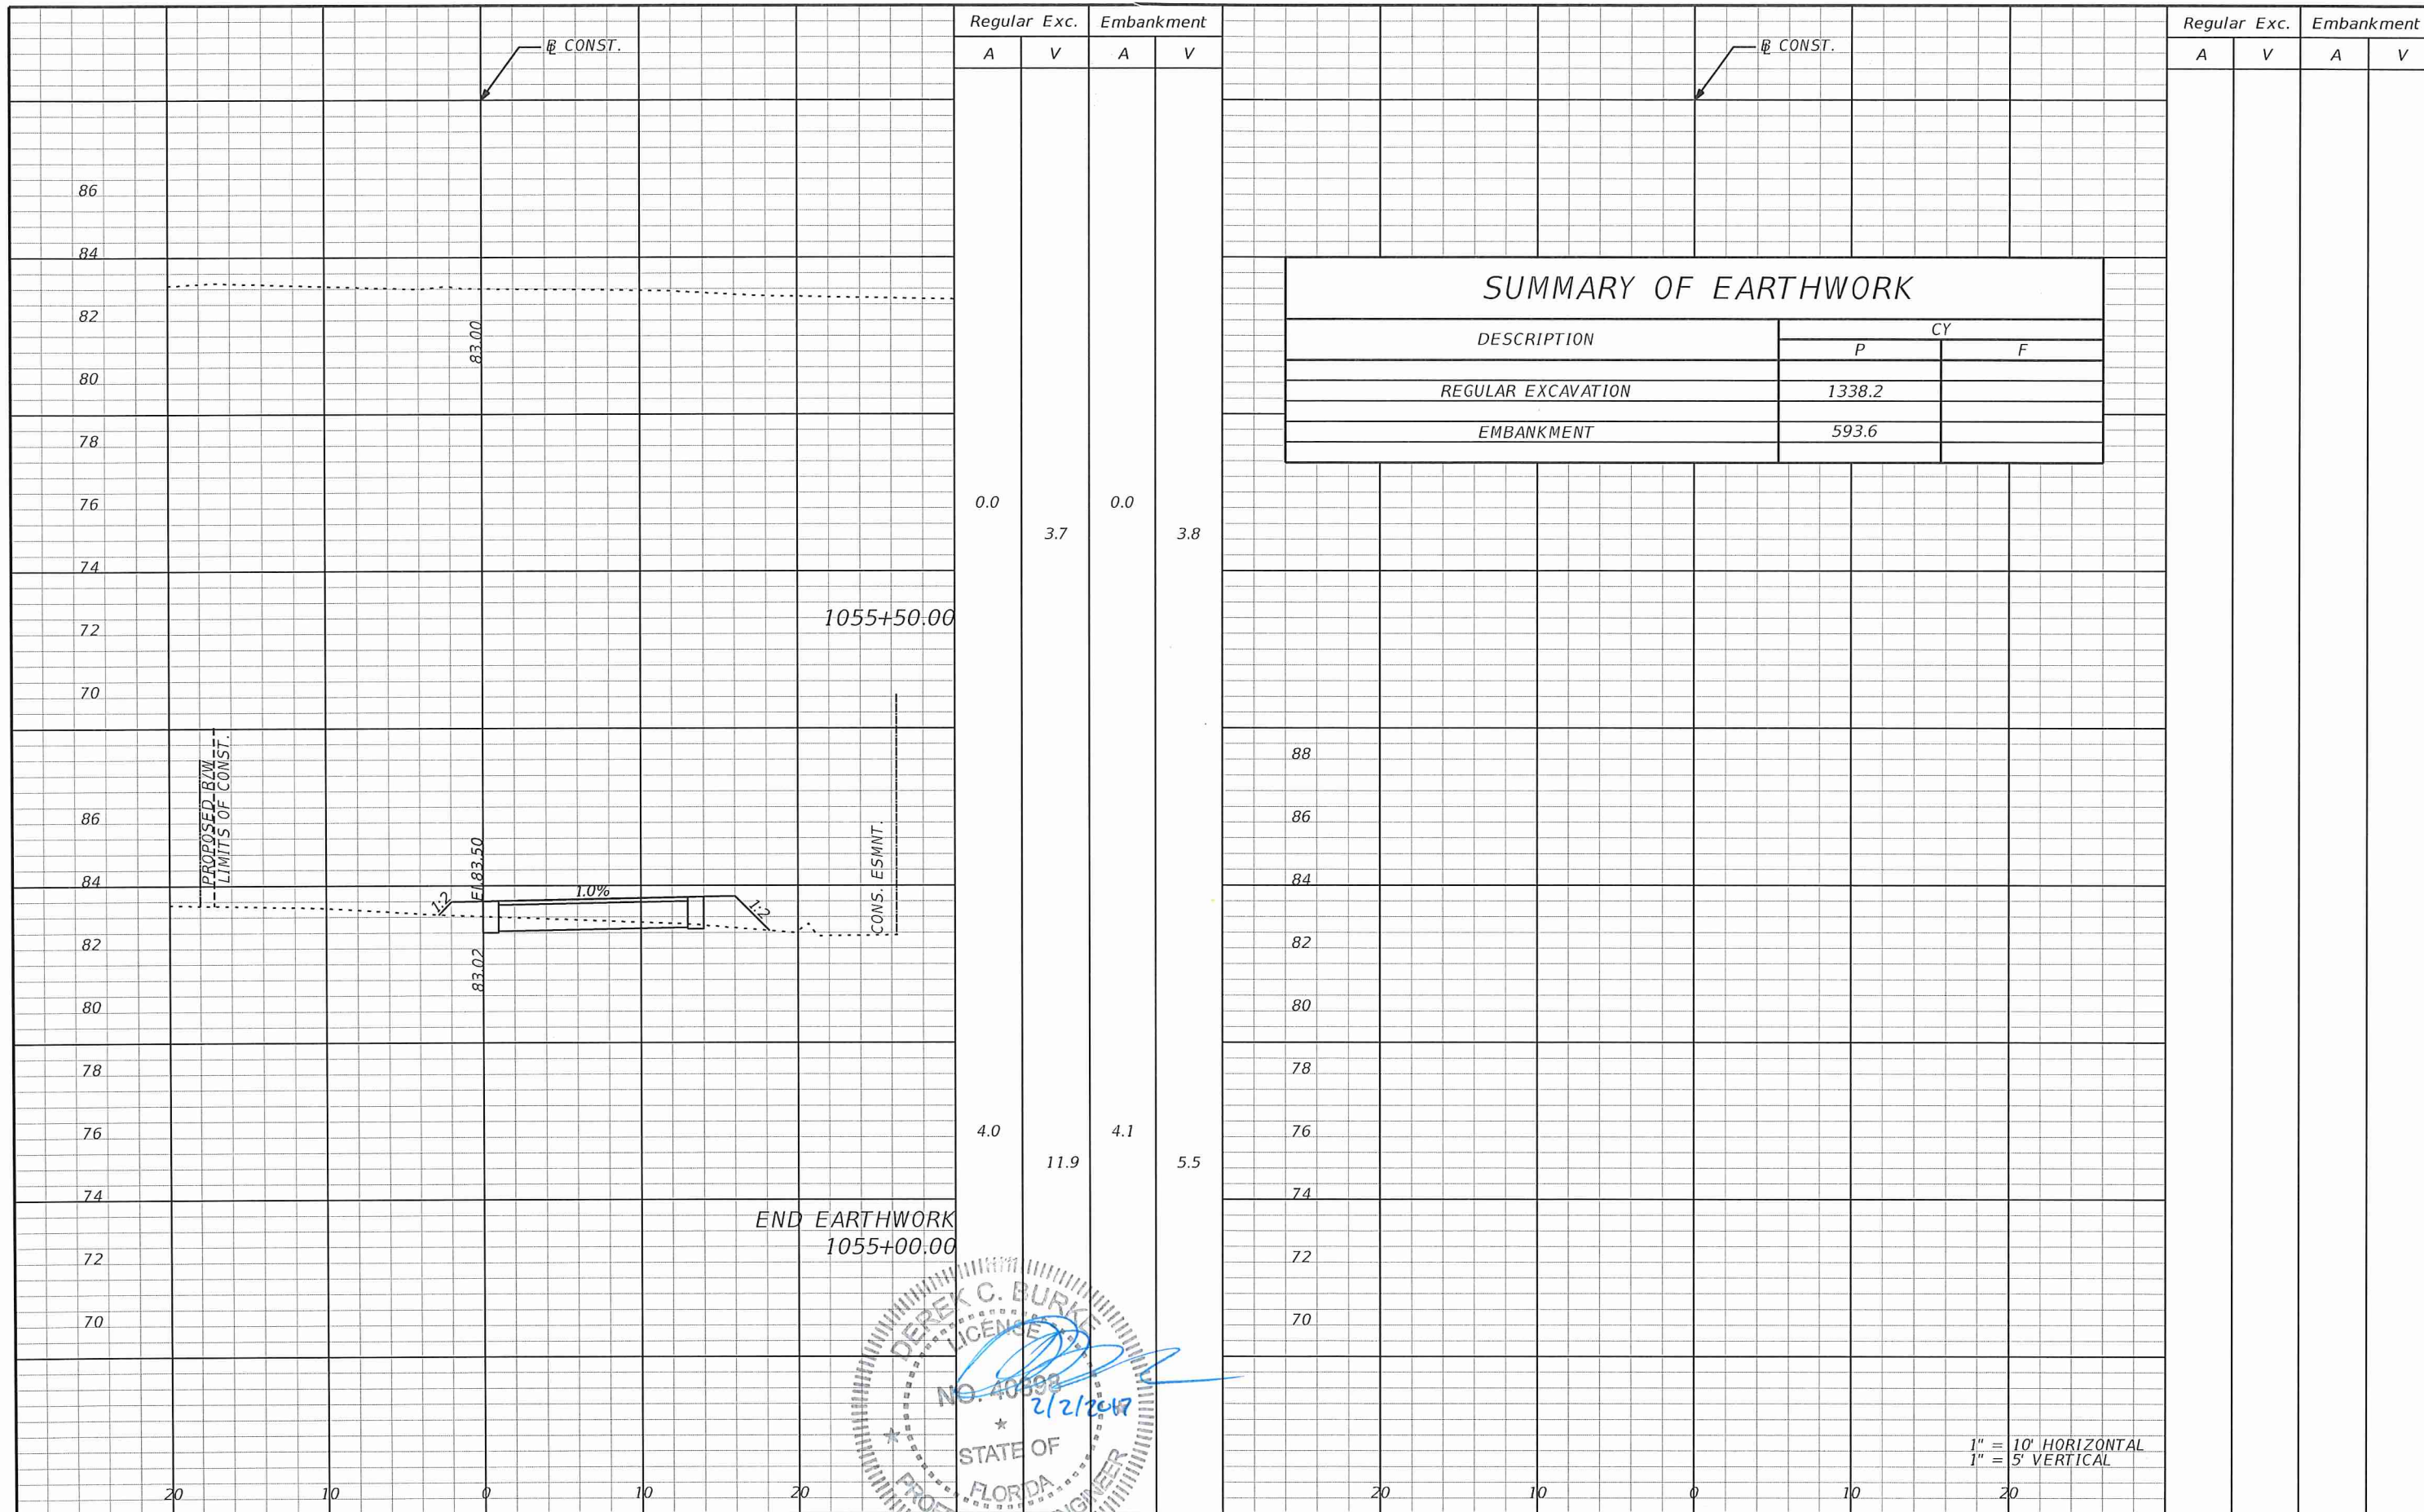 Regular Exc. Embankment
A V A V
Regular Exc. Embankment
A V A V
℄ CONST.
86
84
82
80
78
76
74
72
70
83.00
0.0 0.0
3.7 3.8
1055+50.00
PROPOSED R/W
LIMITS OF CONST.
1:2
El.83.50
1.0%
1:2
CONS. ESMNT.
83.02
86
84
82
80
78
76
74
72
70
4.0 4.1
11.9 5.5
END EARTHWORK
1055+00.00
DEREK C. BURKE
LICENSE
2/2/2017
STATE OF
FLORIDA
ENGINEER
20 10 0 10 20
℄ CONST.
SUMMARY OF EARTHWORK
DESCRIPTION CY
P F
REGULAR EXCAVATION 1338.2
EMBANKMENT 593.6
88
86
84
82
80
78
76
74
72
70
1" = 10' HORIZONTAL
1" = 5' VERTICAL
20 10 0 10 20